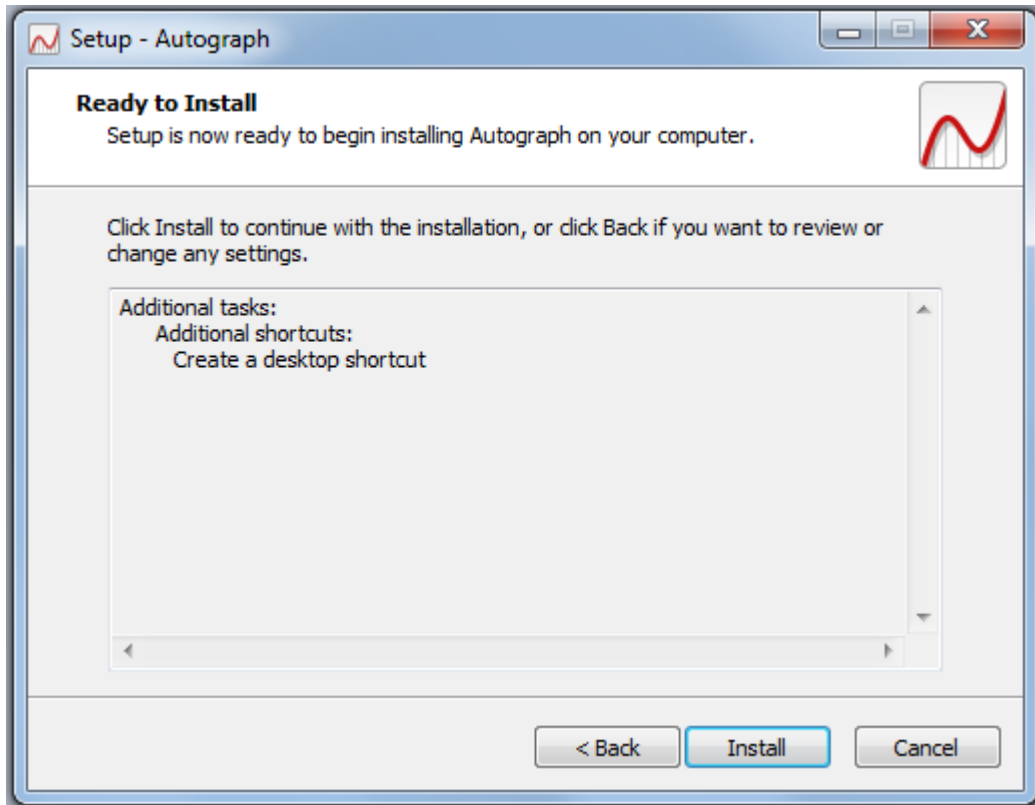 Setup - Autograph
Ready to Install
Setup is now ready to begin installing Autograph on your computer.
Click Install to continue with the installation, or click Back if you want to review or
change any settings.
Additional tasks:
Additional shortcuts:
Create a desktop shortcut
< Back
Install
Cancel